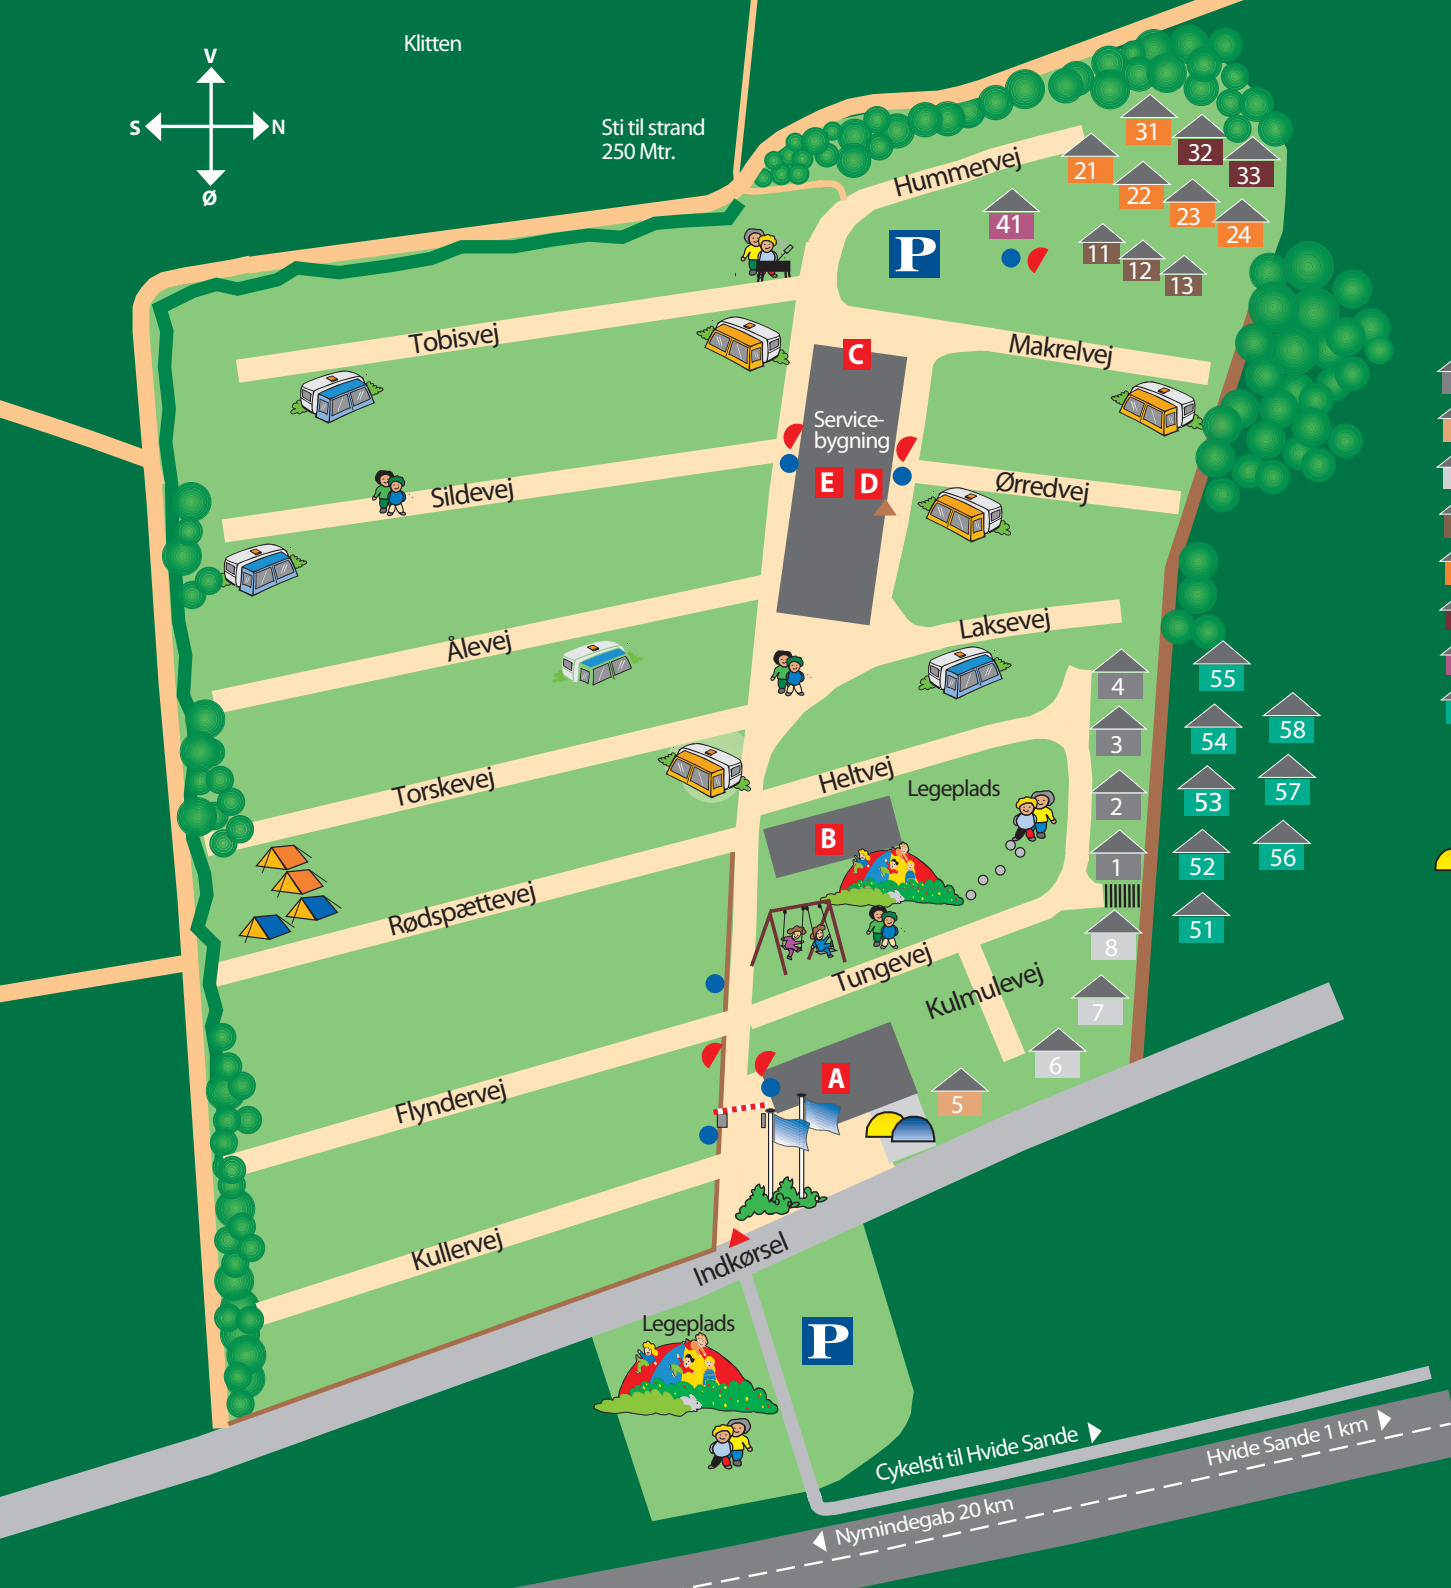 Klitten
V
S
N
Ø
Sti til strand
250 Mtr.
Hummervej
31
32
33
21
22
23
24
41
11
12
13
P
Tobisvej
Makrelvej
C
Service-
bygning
E
D
Sildevej
Ørredvej
Ålevej
Laksevej
4
55
3
54
58
Torskevej
Heltvej
Legeplads
2
53
57
B
1
52
56
Rødspættevej
51
8
Tungevej
Kulmulevej
7
6
A
5
Flyndervej
Kullervej
Indkørsel
Legeplads
P
Cykelsti til Hvide Sande
Hvide Sande 1 km
Nymindegab 20 km